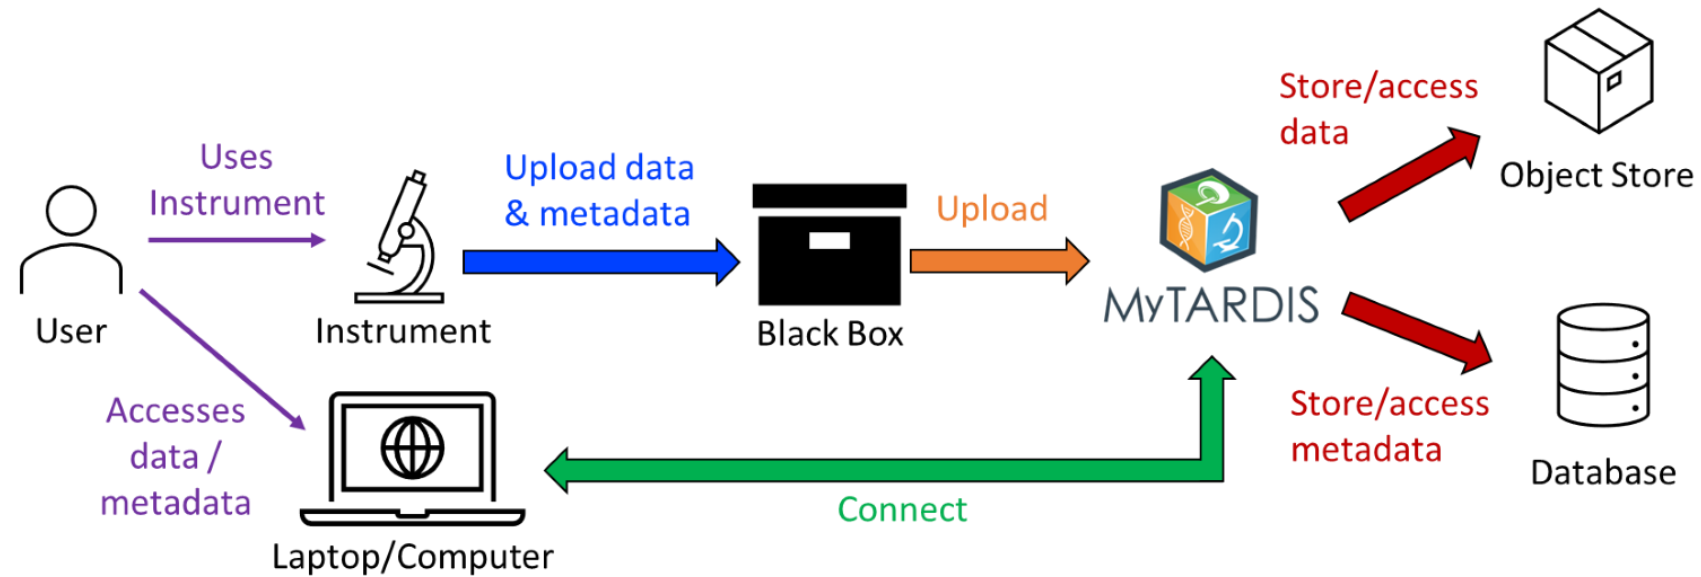 Uses
Instrument
User
Instrument
Upload data
& metadata
Black Box
Upload
MyTARDIS
Store/access
data
Object Store
Store/access
metadata
Database
Accesses
data /
metadata
Laptop/Computer
Connect